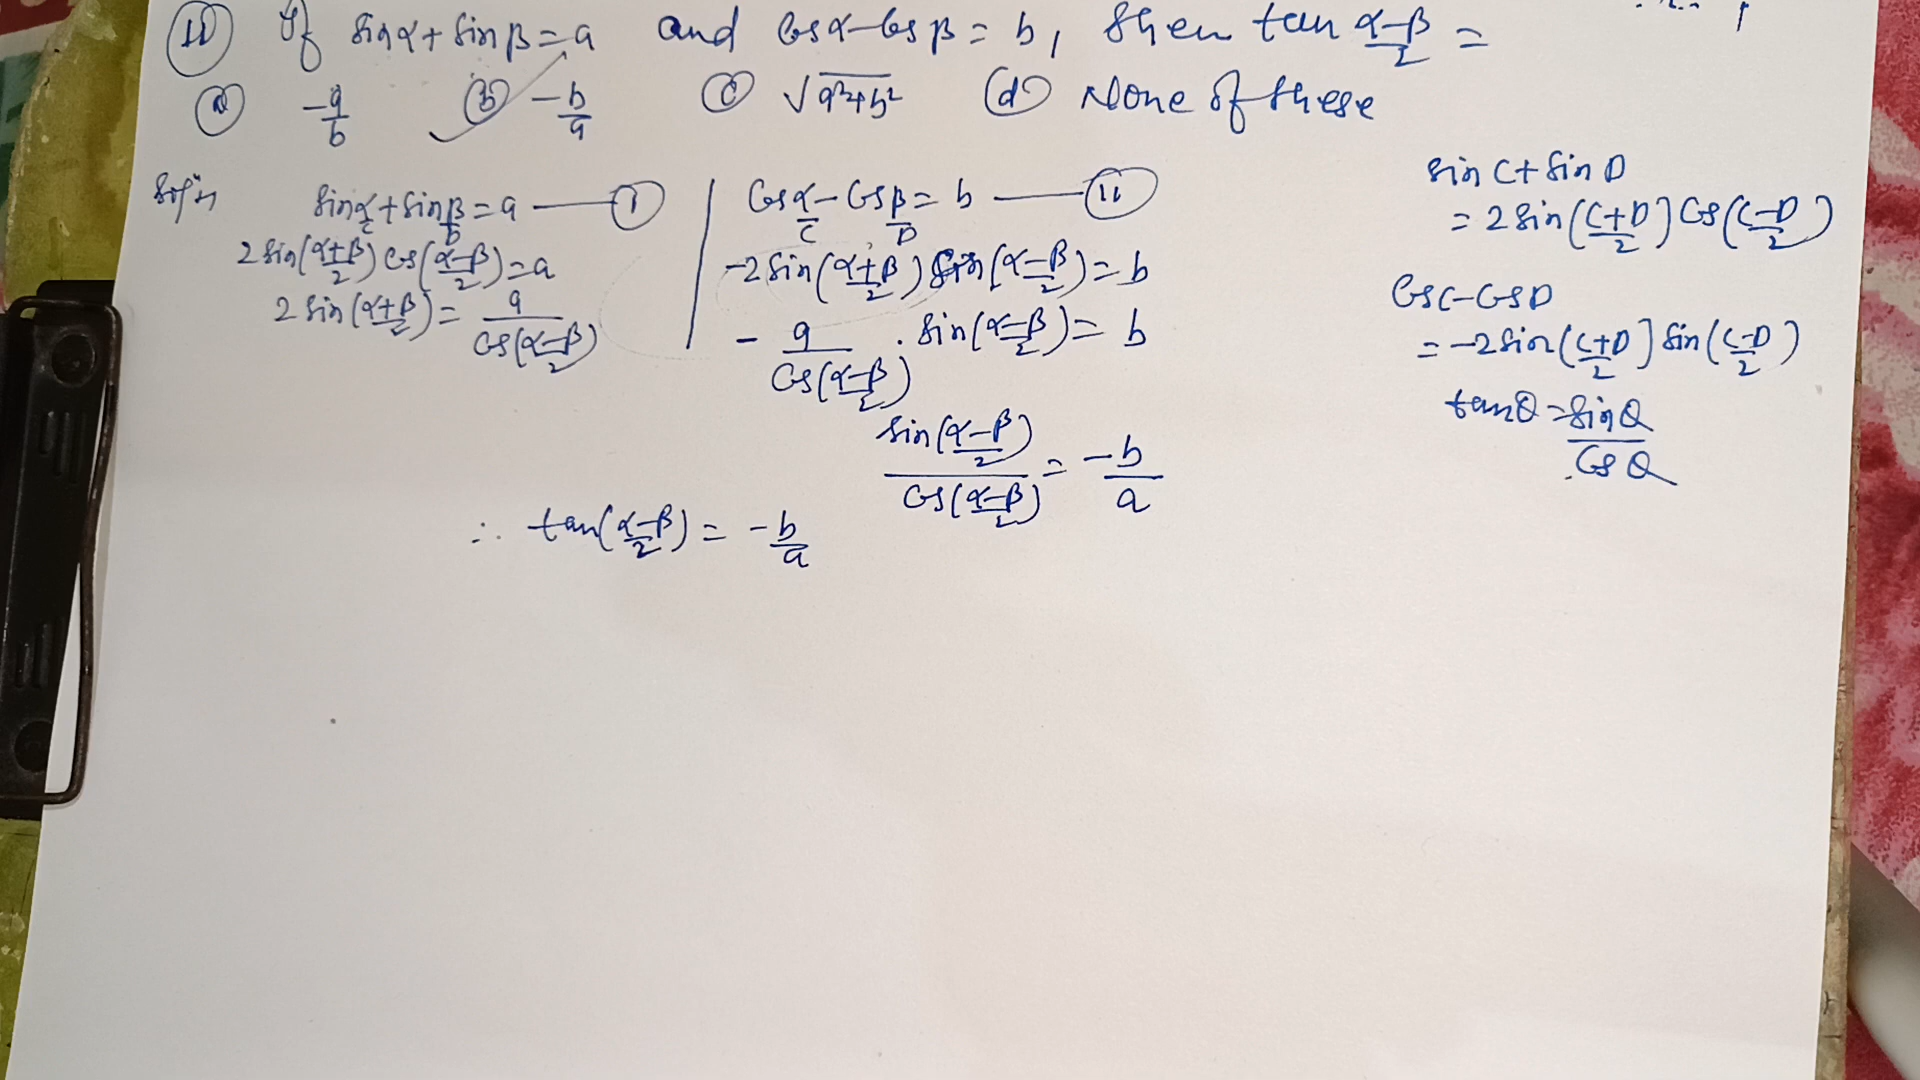 (11) If sinα + sinβ = a and Cosα - Cosβ = b, then tan (α-β)/2 =
(a) -a/b (b) -b/a (c) √a²+b² (d) None of these
Sol'n sinα + sinβ = a —— (1)
C D
2 sin((α+β)/2) Cos((α-β)/2) = a
2 sin((α+β)/2) = a/Cos((α-β)/2)
Cosα - Cosβ = b —— (11)
C D
-2 sin((α+β)/2) sin((α-β)/2) = b
- a/Cos((α-β)/2) . sin((α-β)/2) = b
sin((α-β)/2)/Cos((α-β)/2) = -b/a
∴ tan((α-β)/2) = -b/a
sin C + sin D
= 2 sin((C+D)/2) Cos((C-D)/2)
Cos C - Cos D
= -2 sin((C+D)/2) sin((C-D)/2)
tanθ = sinθ/Cosθ